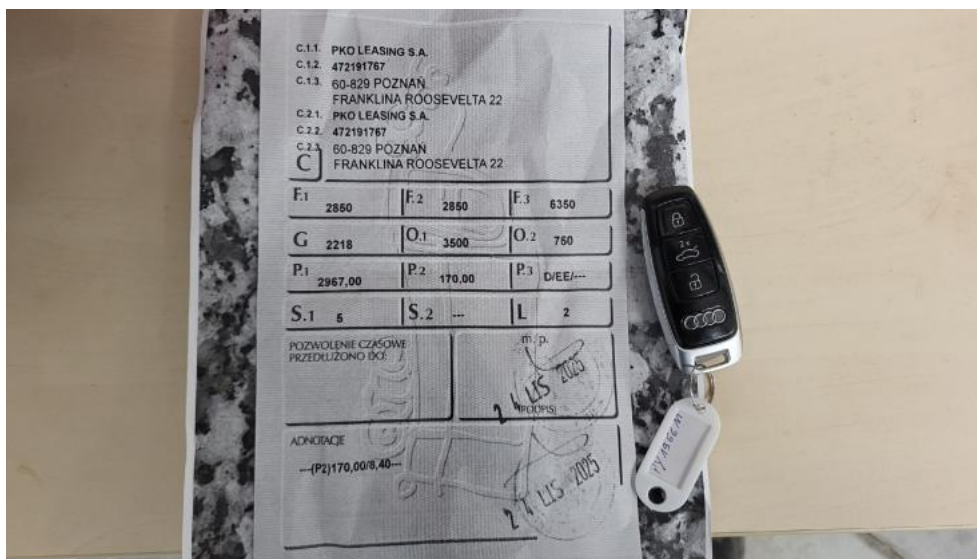 C.1.1. PKO LEASING S.A.
C.1.2. 472191767
C.1.3. 60-829 POZNAŃ
FRANKLINA ROOSEVELTA 22
C.2.1. PKO LEASING S.A.
C.2.2. 472191767
C.2.3. 60-829 POZNAŃ
C FRANKLINA ROOSEVELTA 22
F.1 2850 F.2 2850 F.3 6350
G 2218 O.1 3500 O.2 750
P.1 2967,00 P.2 170,00 P.3 D/EE/---
S.1 5 S.2 --- L 2
POZWOLENIE CZASOWE
PRZEDŁUŻONO DO:
m. p.
24 LIS 2025
(PODPIS)
ADNOTACJE
---(P2)170,00/8,40---
24 LIS 2025
2x